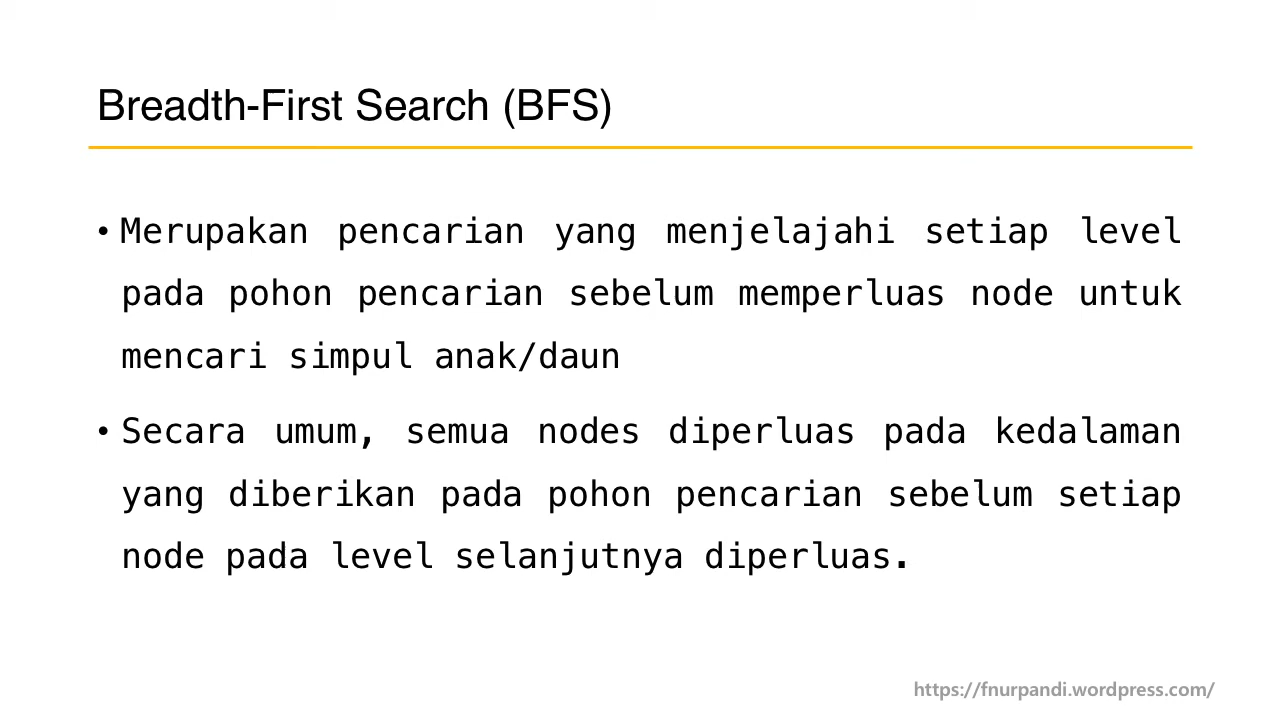 Breadth-First Search (BFS)
• Merupakan pencarian yang menjelajahi setiap level
pada pohon pencarian sebelum memperluas node untuk
mencari simpul anak/daun
• Secara umum, semua nodes diperluas pada kedalaman
yang diberikan pada pohon pencarian sebelum setiap
node pada level selanjutnya diperluas.
https://fnurpandi.wordpress.com/